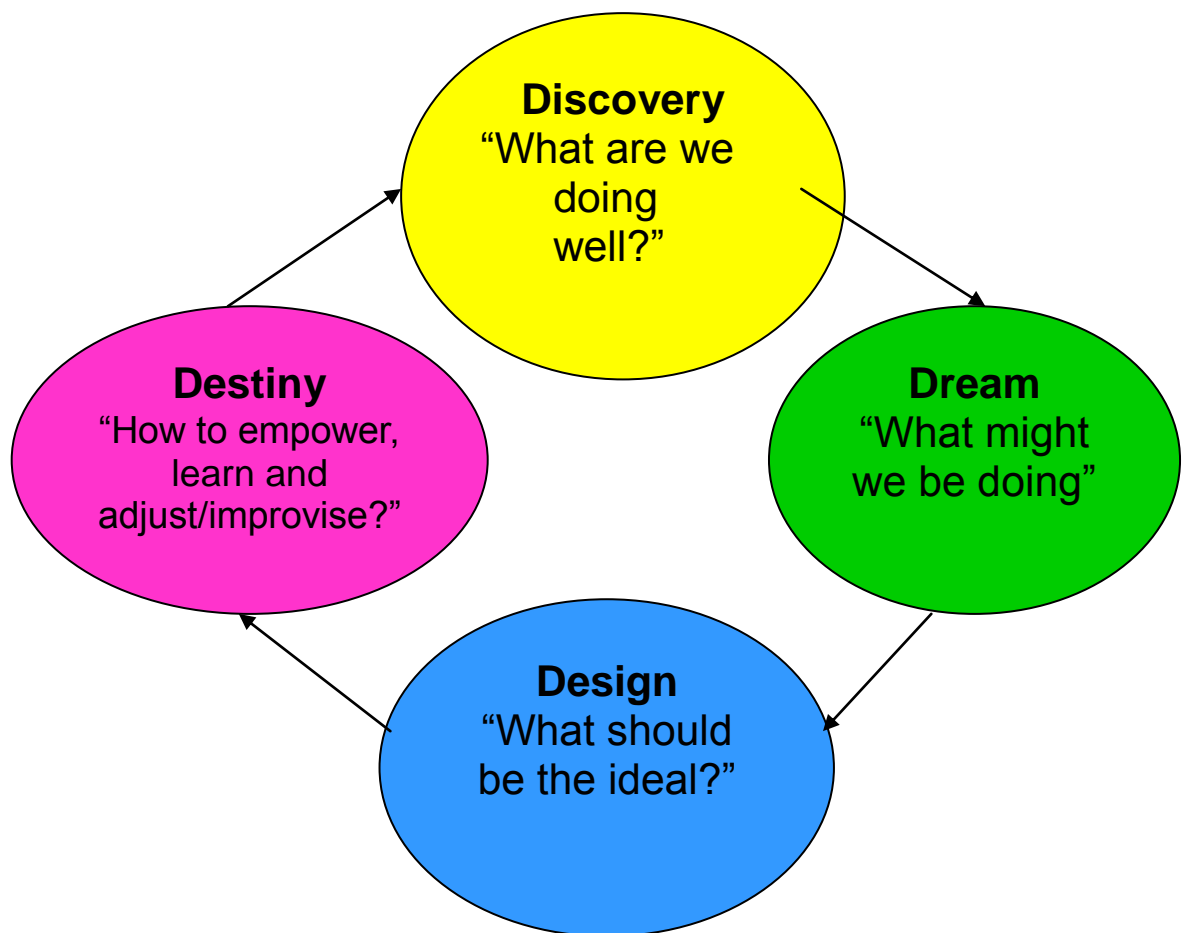 Discovery
“What are we
doing
well?”
Destiny
“How to empower,
learn and
adjust/improvise?”
Dream
“What might
we be doing”
Design
“What should
be the ideal?”